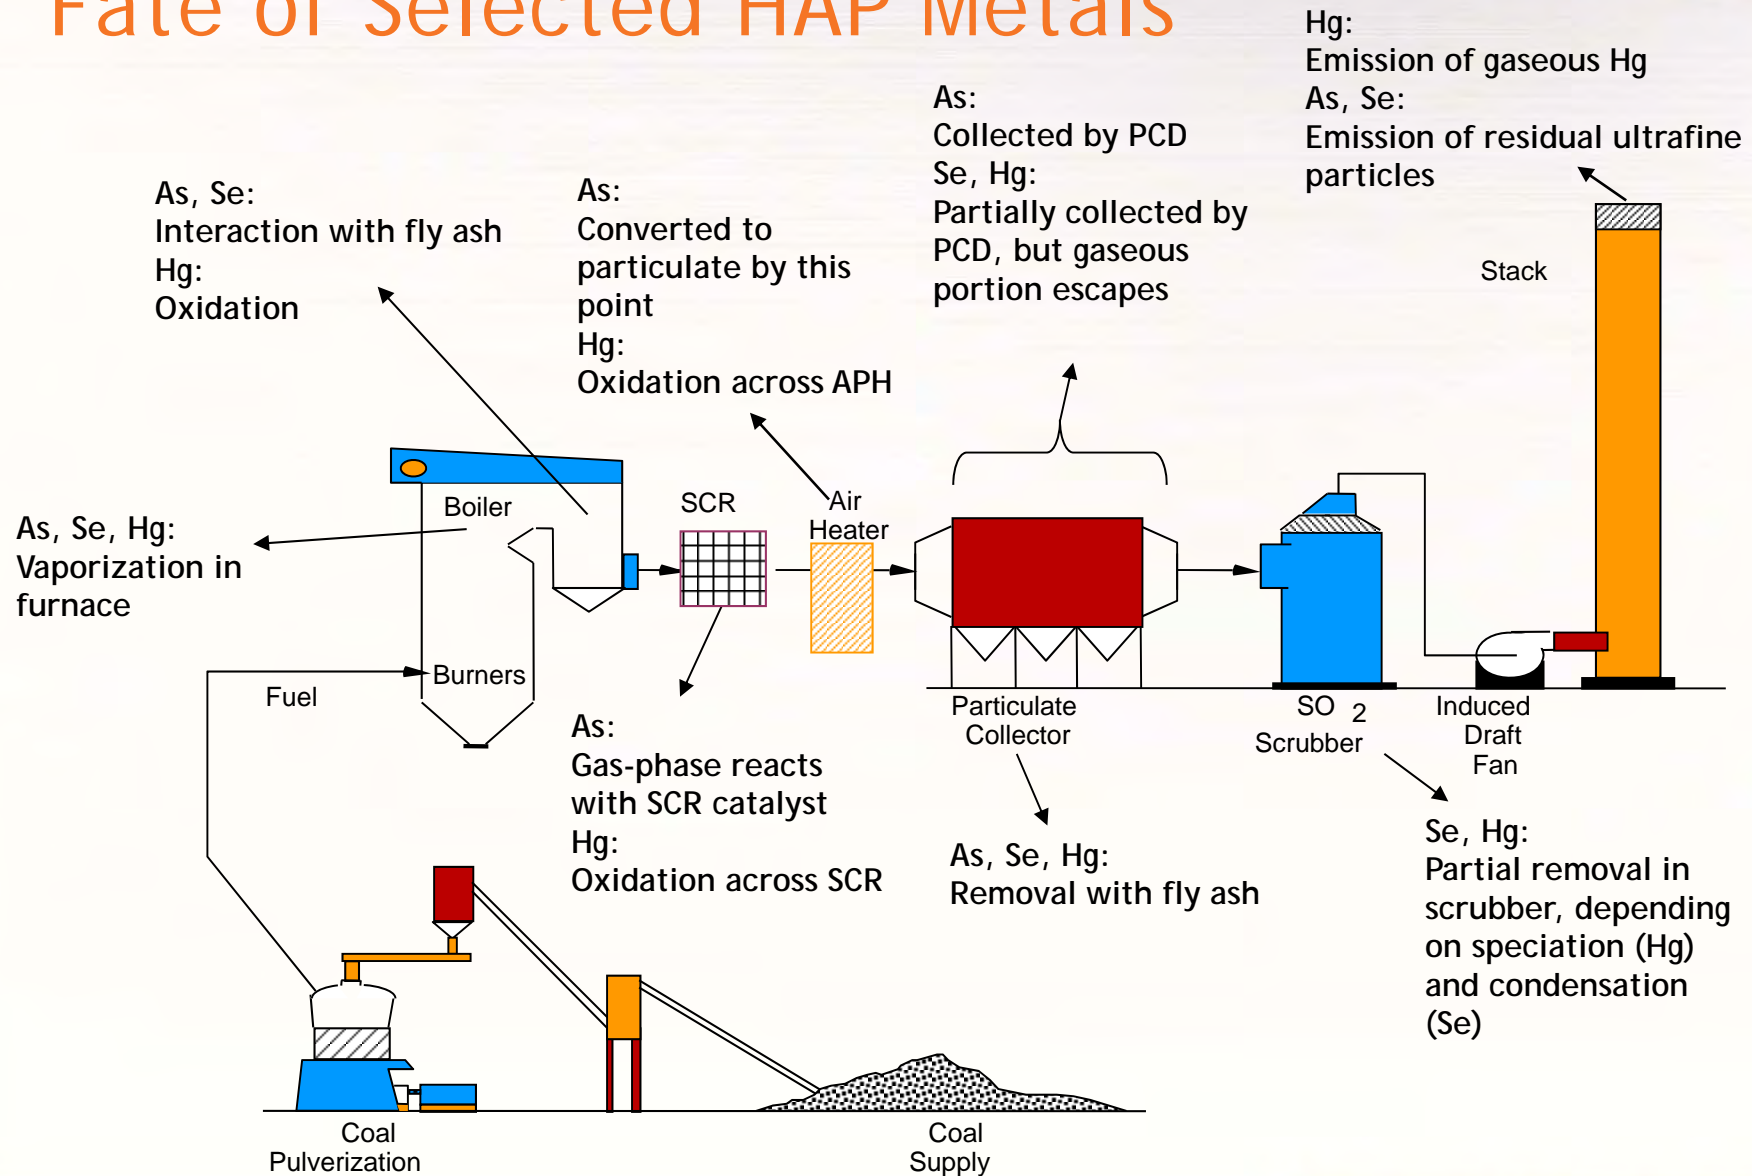 Fate of Selected HAP Metals
Hg:
Emission of gaseous Hg
As, Se:
Emission of residual ultrafine
particles
As:
Collected by PCD
Se, Hg:
Partially collected by
PCD, but gaseous
portion escapes
As, Se:
Interaction with fly ash
Hg:
Oxidation
As:
Converted to
particulate by this
point
Hg:
Oxidation across APH
Stack
As, Se, Hg:
Vaporization in
furnace
Boiler
SCR
Air
Heater
Burners
Fuel
As:
Gas-phase reacts
with SCR catalyst
Hg:
Oxidation across SCR
Particulate
Collector
SO 2
Scrubber
Induced
Draft
Fan
As, Se, Hg:
Removal with fly ash
Se, Hg:
Partial removal in
scrubber, depending
on speciation (Hg)
and condensation
(Se)
Coal
Pulverization
Coal
Supply